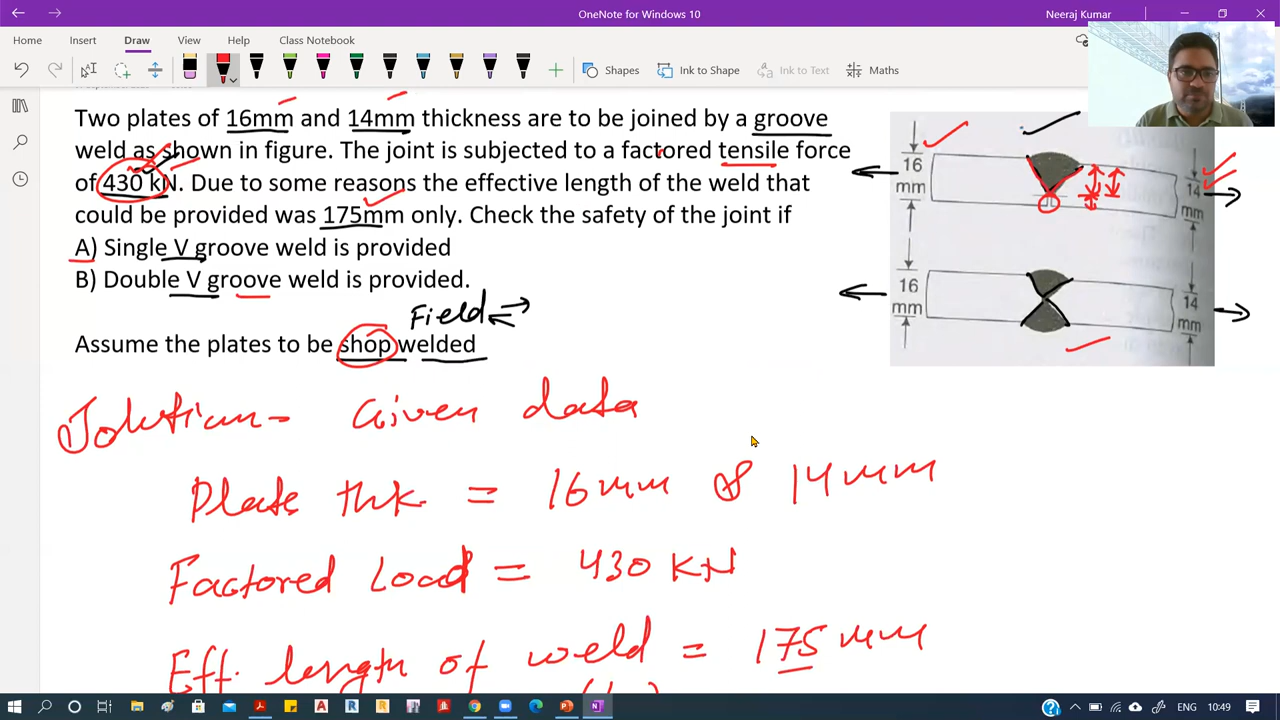 OneNote for Windows 10
Neeraj Kumar
Home Insert Draw View Help Class Notebook
Shapes Ink to Shape Ink to Text Maths
Two plates of 16mm and 14mm thickness are to be joined by a groove
weld as shown in figure. The joint is subjected to a factored tensile force
of 430 kN. Due to some reasons the effective length of the weld that
could be provided was 175mm only. Check the safety of the joint if
A) Single V groove weld is provided
B) Double V groove weld is provided.
Field
Assume the plates to be shop welded
16
mm
14
mm
16
mm
14
mm
Solution- Given data
Plate thk. = 16mm & 14mm
Factored Load = 430 KN
Eff. length of weld = 175 mm
ENG 10:49